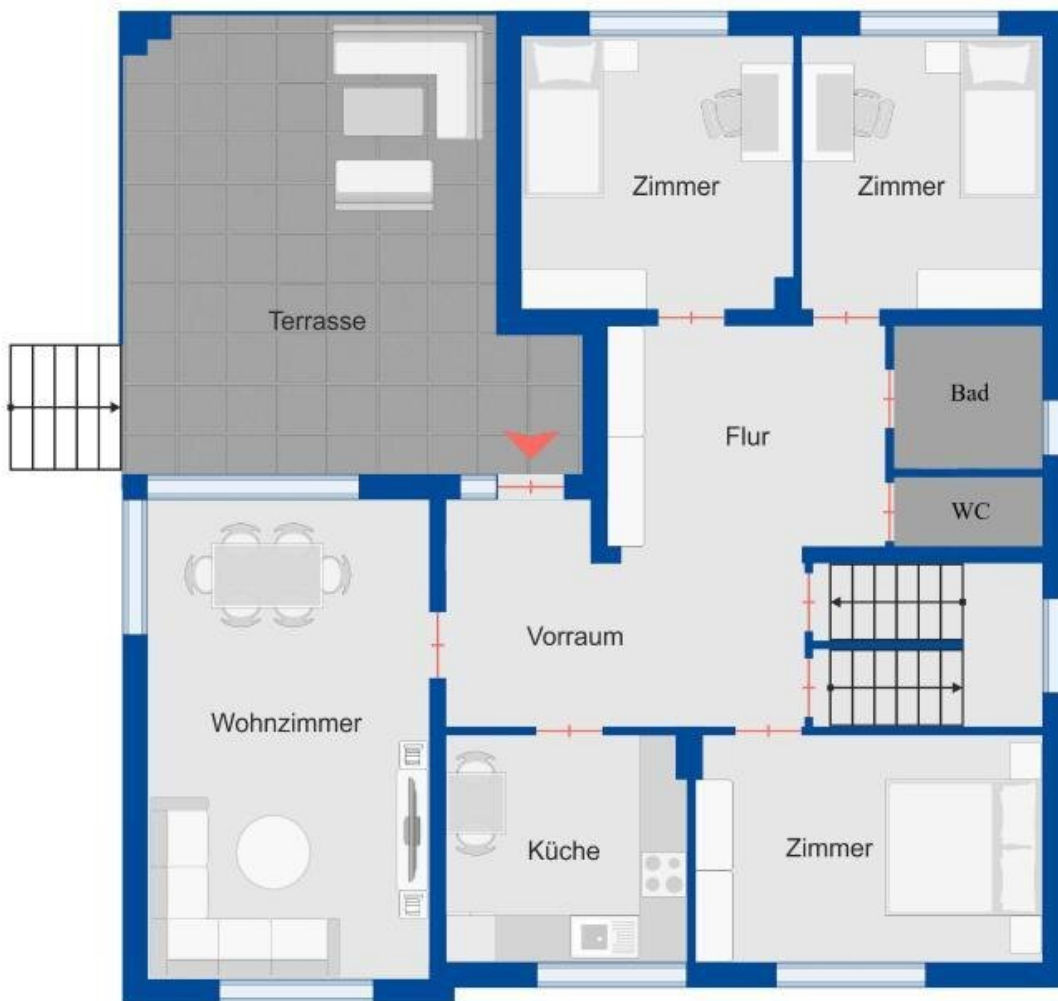 Zimmer
Zimmer
Terrasse
Bad
Flur
WC
Vorraum
Wohnzimmer
Küche
Zimmer